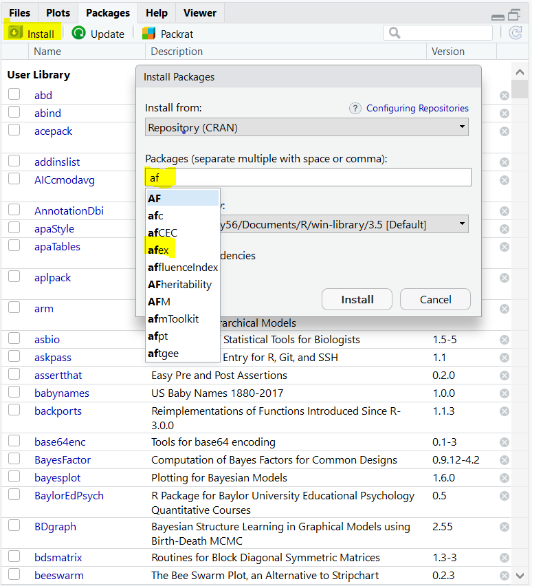 Files Plots Packages Help Viewer
Install Update Packrat
Name Description Version
User Library
abd
abind
acepack
addinslist
AICcmodavg
AnnotationDbi
apaStyle
apaTables
aplpack
arm
Install Packages
Install from: ? Configuring Repositories
Repository (CRAN)
Packages (separate multiple with space or comma):
af
AF
afc
afCEC
afex
affluenceIndex
AFheritability
AFM
afmToolkit
afpt
aftgee
y:
y56/Documents/R/win-library/3.5 [Default]
dencies
Install Cancel
rarchical Models
asbio Statistical Tools for Biologists 1.5-5
askpass Entry for R, Git, and SSH 1.1
assertthat Easy Pre and Post Assertions 0.2.0
babynames US Baby Names 1880-2017 1.0.0
backports Reimplementations of Functions Introduced Since R- 1.1.3
3.0.0
base64enc Tools for base64 encoding 0.1-3
BayesFactor Computation of Bayes Factors for Common Designs 0.9.12-4.2
bayesplot Plotting for Bayesian Models 1.6.0
BaylorEdPsych R Package for Baylor University Educational Psychology 0.5
Quantitative Courses
BDgraph Bayesian Structure Learning in Graphical Models using 2.55
Birth-Death MCMC
bdsmatrix Routines for Block Diagonal Symmetric Matrices 1.3-3
beeswarm The Bee Swarm Plot, an Alternative to Stripchart 0.2.3